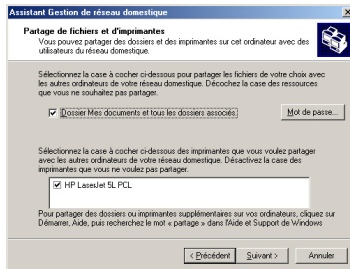 Assistant Gestion de réseau domestique
Partage de fichiers et d'imprimantes
Vous pouvez partager des dossiers et des imprimantes sur cet ordinateur avec des
utilisateurs du réseau domestique.
Sélectionnez la case à cocher ci-dessous pour partager les fichiers de votre choix avec
les autres ordinateurs de votre réseau domestique. Décochez la case des ressources
que vous ne souhaitez pas partager.
Dossier Mes documents et tous les dossiers associés.
Mot de passe...
Sélectionnez la case à cocher ci-dessous des imprimantes que vous voulez partager
avec les autres ordinateurs de votre réseau domestique. Désactivez la case des
imprimantes que vous ne voulez pas partager.
HP LaserJet 5L PCL
Pour partager des dossiers ou imprimantes supplémentaires sur vos ordinateurs, cliquez sur
Démarrer, Aide, puis recherchez le mot « partage » dans l'Aide et Support de Windows
< Précédent
Suivant >
Annuler